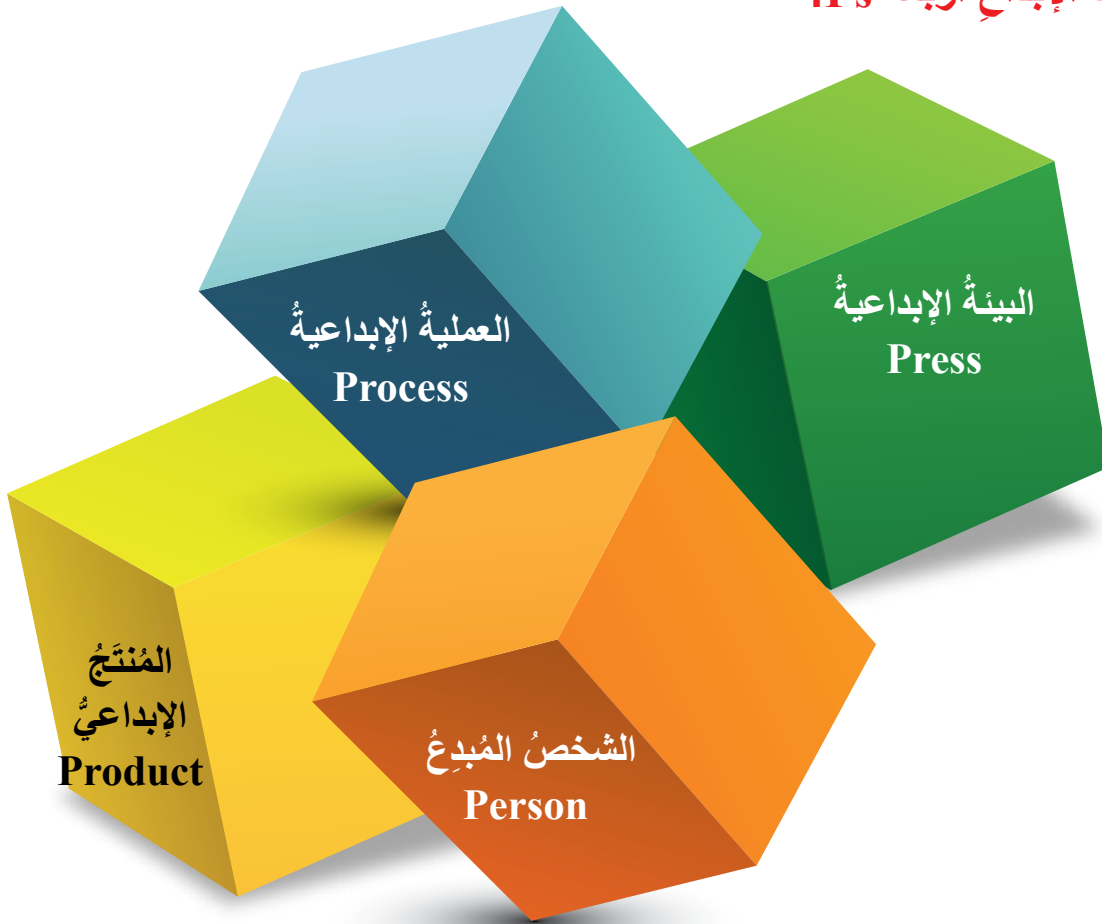 العمليةُ الإبداعيةُ
Process
البيئةُ الإبداعيةُ
Press
المُنتَجُ
الإبداعيُّ
Product
الشخصُ المُبدِعُ
Person